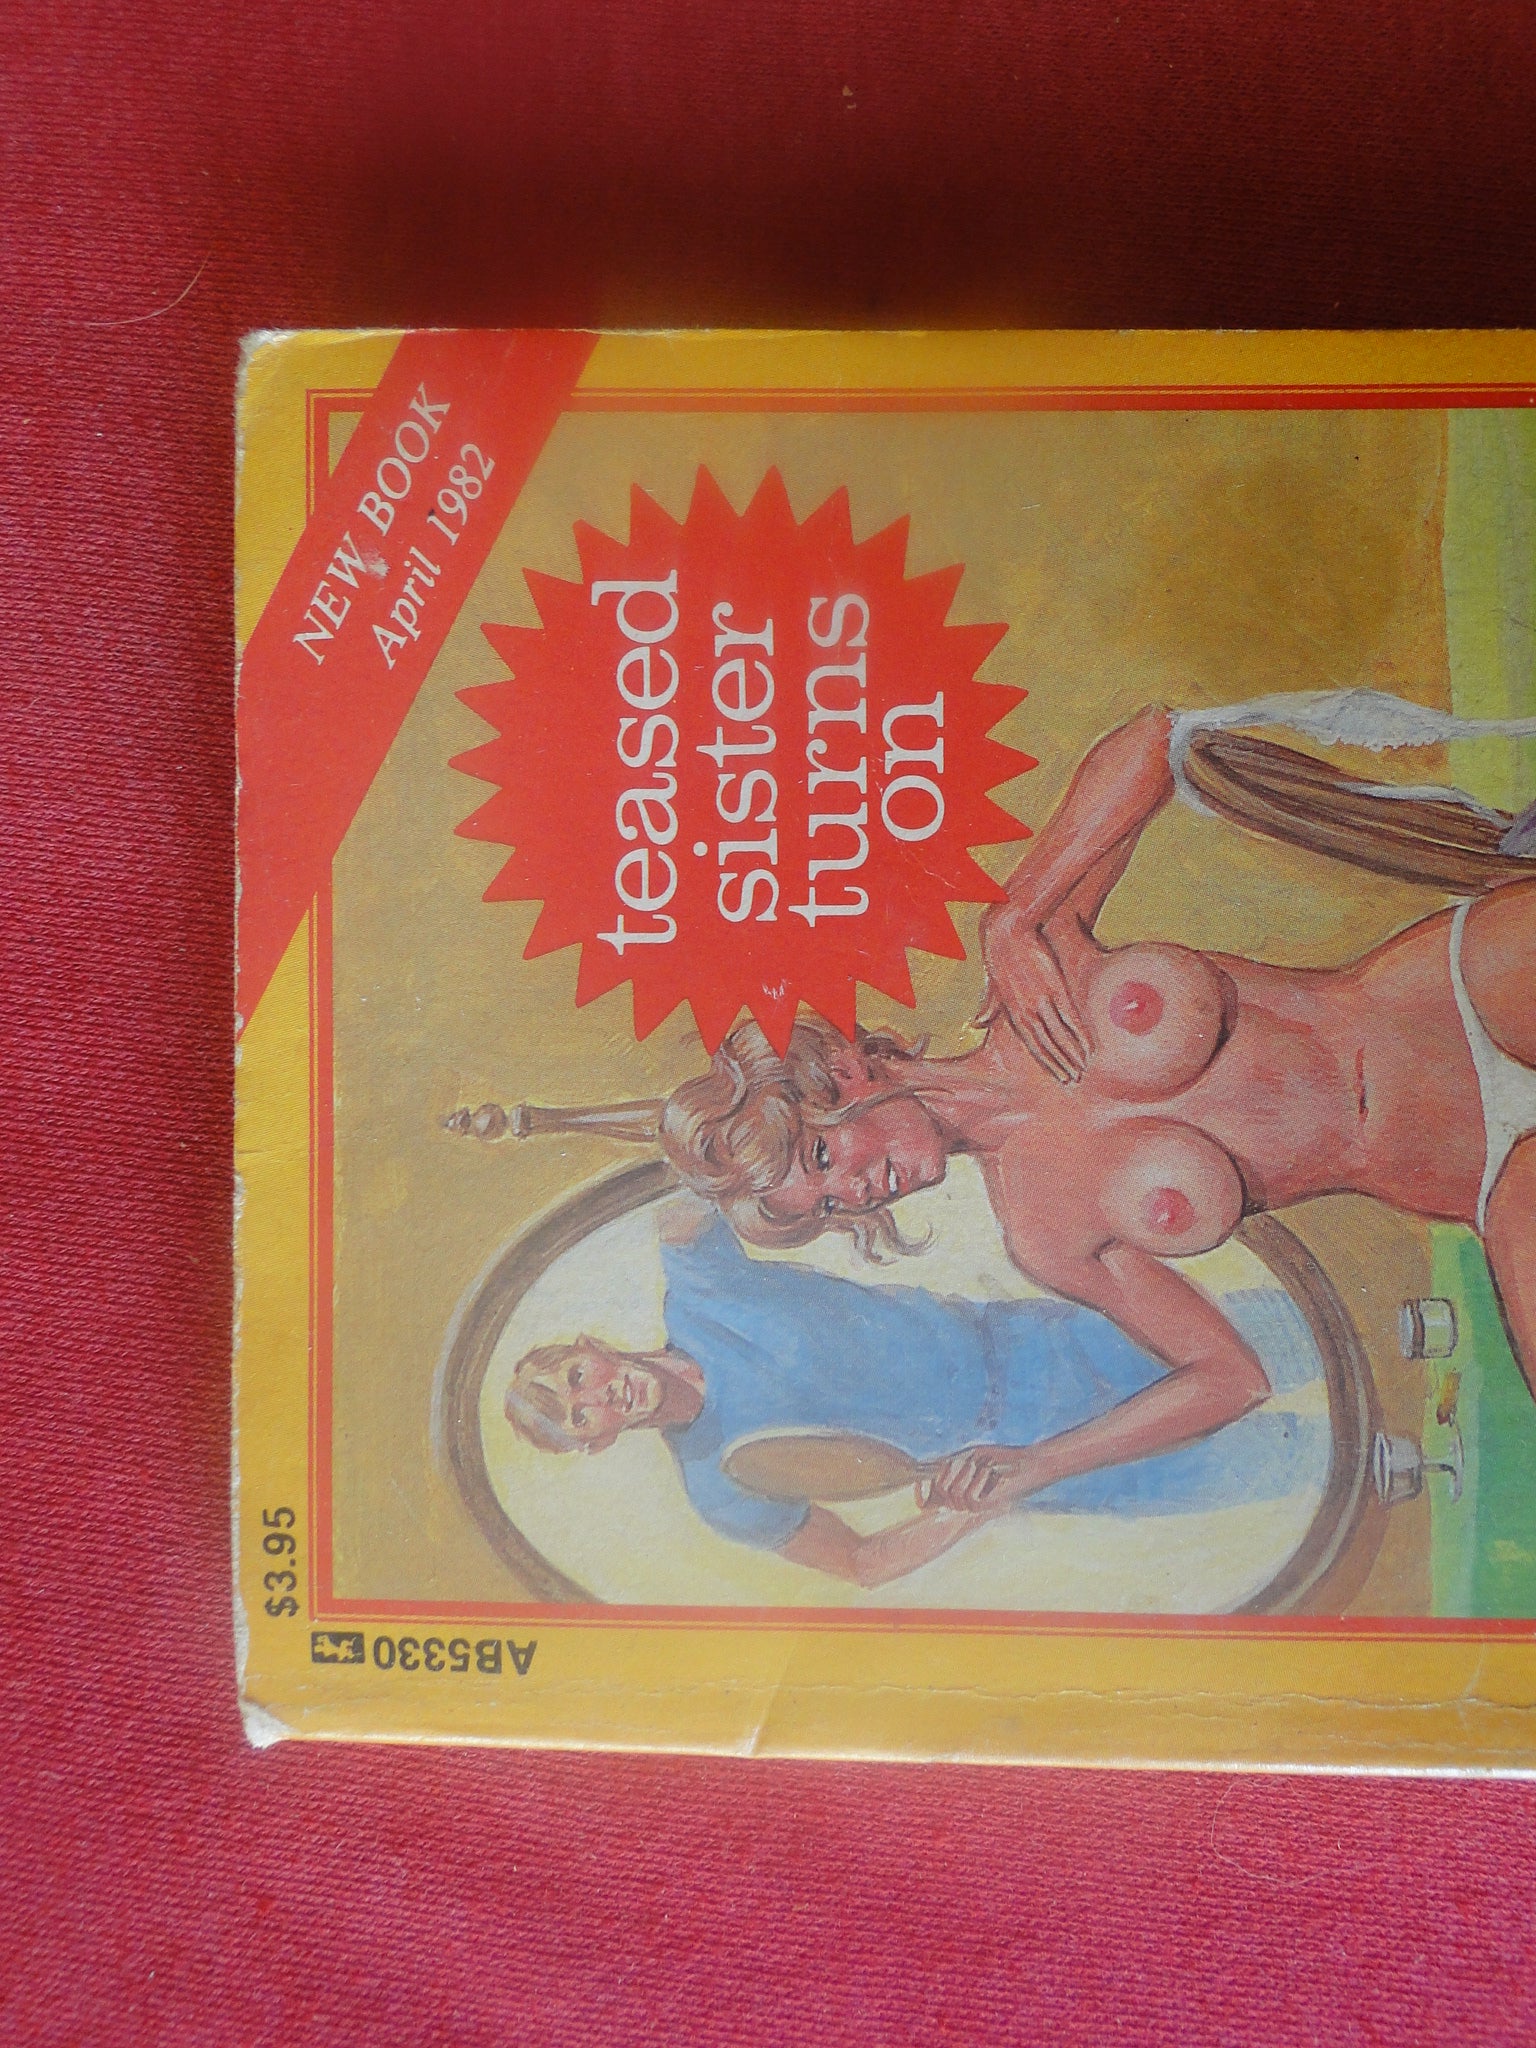 $3.95
AB5330
NEW BOOK
April 1982
teased
sister
turns
on